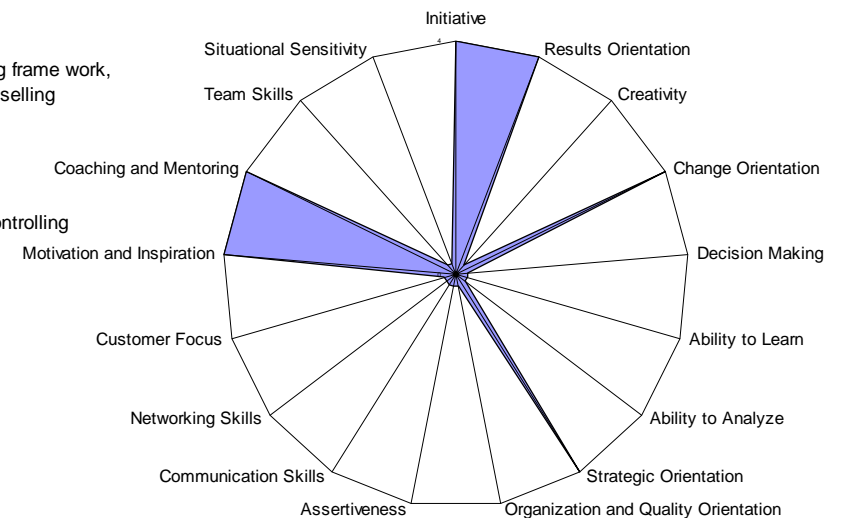 Initiative
4
Situational Sensitivity
Results Orientation
g frame work,
selling
Team Skills
Creativity
Coaching and Mentoring
Change Orientation
ntrolling
Motivation and Inspiration
Decision Making
Customer Focus
Ability to Learn
Networking Skills
Ability to Analyze
Communication Skills
Strategic Orientation
Assertiveness
Organization and Quality Orientation